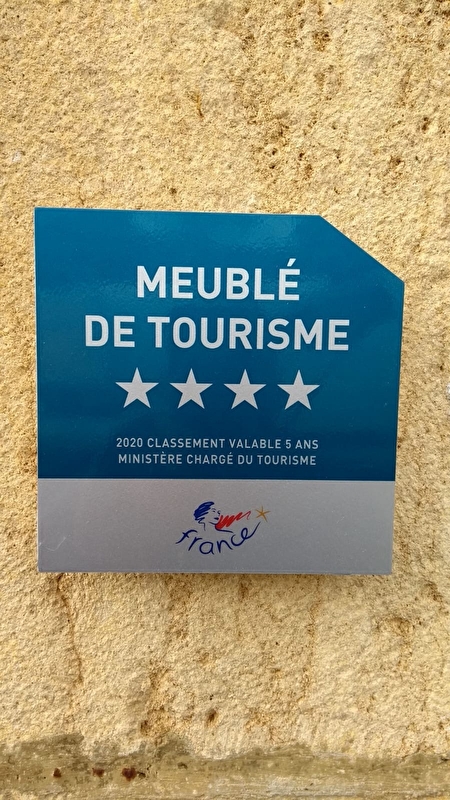 MEUBLÉ
DE TOURISME
2020 CLASSEMENT VALABLE 5 ANS
MINISTÈRE CHARGÉ DU TOURISME
france